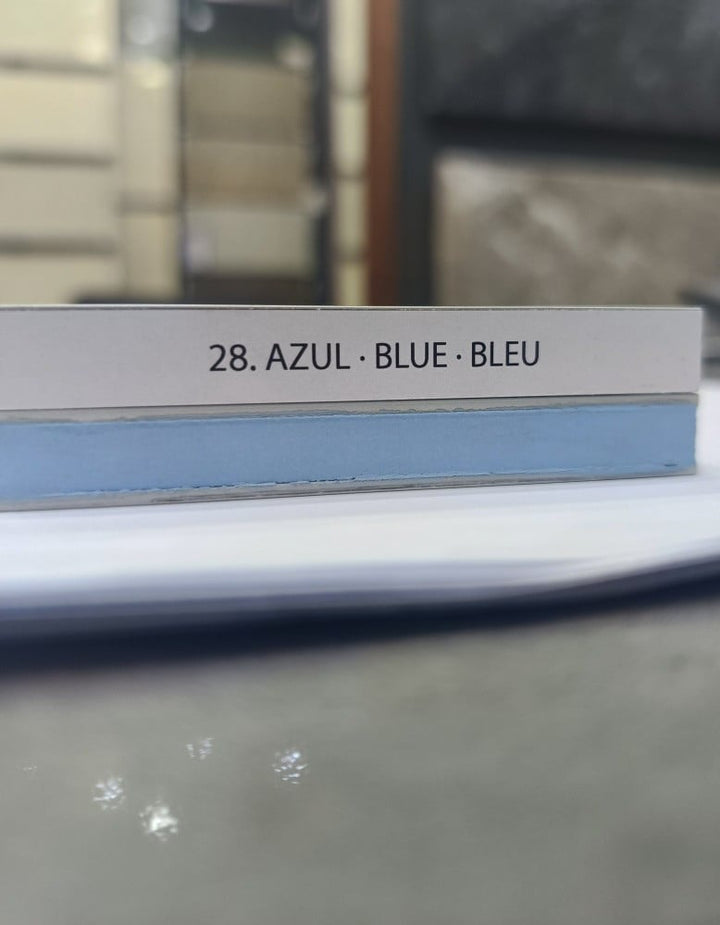 28. AZUL · BLUE · BLEU